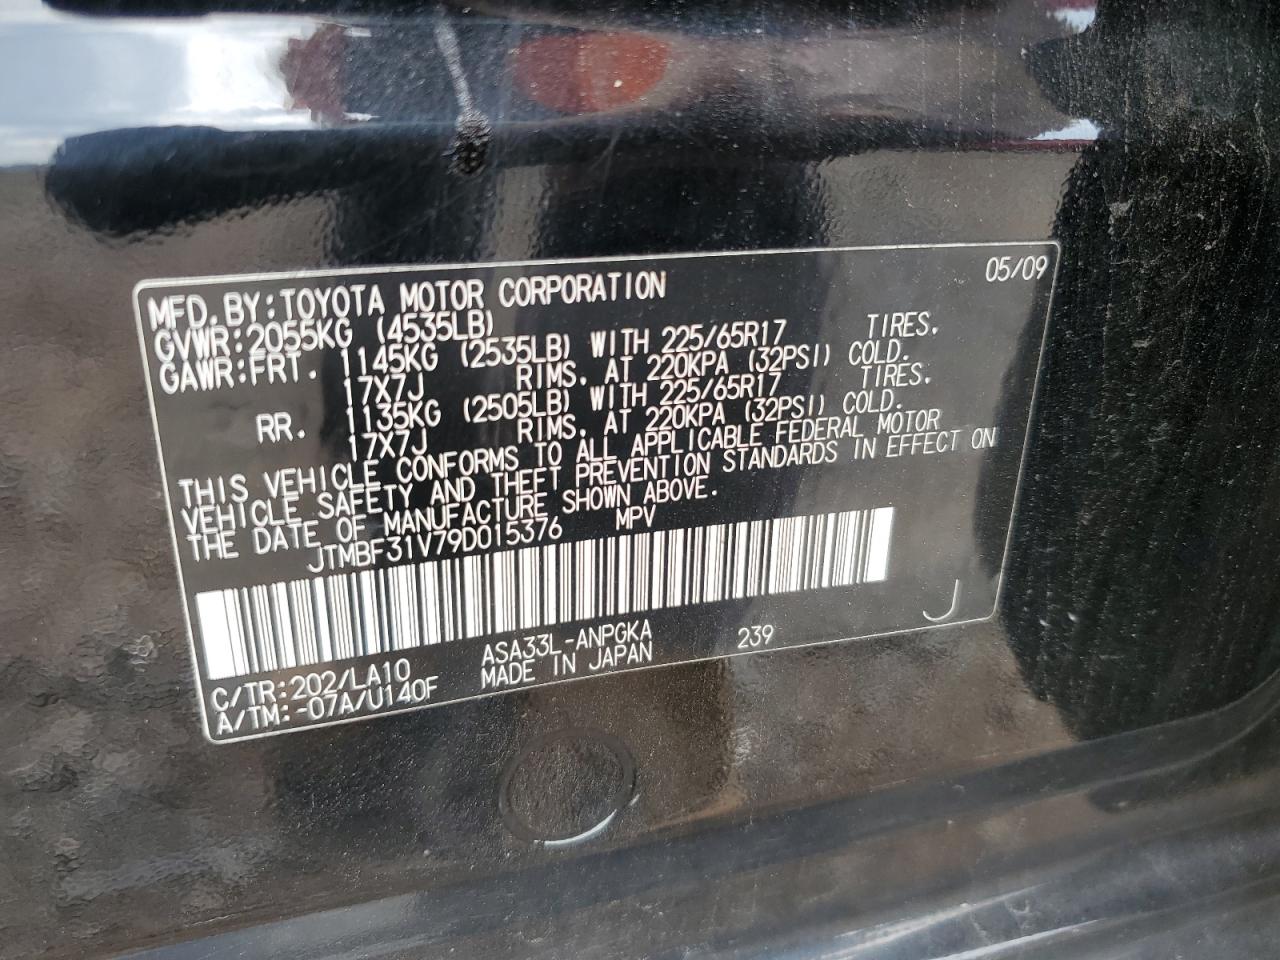 05/09
MFD. BY: TOYOTA MOTOR CORPORATION
GVWR: 2055KG (4535LB)
GAWR: FRT. 1145KG (2535LB) WITH 225/65R17 TIRES.
17X7J RIMS. AT 220KPA (32PSI) COLD.
RR. 1135KG (2505LB) WITH 225/65R17 TIRES.
17X7J RIMS. AT 220KPA (32PSI) COLD.
THIS VEHICLE CONFORMS TO ALL APPLICABLE FEDERAL MOTOR
VEHICLE SAFETY AND THEFT PREVENTION STANDARDS IN EFFECT ON
THE DATE OF MANUFACTURE SHOWN ABOVE.
JTMBF31V79D015376 MPV
C/TR: 202/LA10 ASA33L-ANPGKA 239 J
A/TM: -07A/U140F MADE IN JAPAN